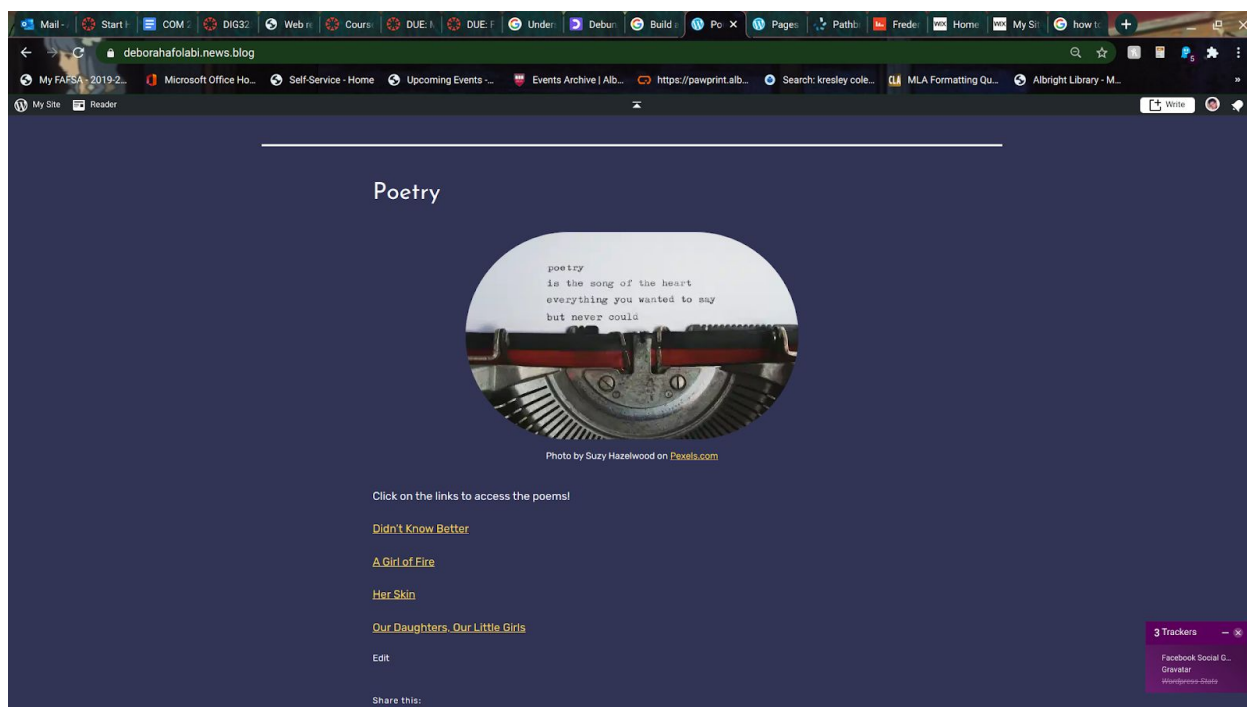 Mail -
Start H
COM 2
DIG32
Web re
Course
DUE: N
DUE: F
Under
Debun
Build a
Po
Pages
Pathb
Freder
Home
My Sit
how to
deborahafolabi.news.blog
My FAFSA - 2019-2...
Microsoft Office Ho...
Self-Service - Home
Upcoming Events -...
Events Archive | Alb...
https://pawprint.alb...
Search: kresley cole...
MLA Formatting Qu...
Albright Library - M...
»
My Site
Reader
Write
Poetry
poetry
is the song of the heart
everything you wanted to say
but never could
Photo by Suzy Hazelwood on Pexels.com
Click on the links to access the poems!
Didn't Know Better
A Girl of Fire
Her Skin
Our Daughters, Our Little Girls
Edit
Share this:
3 Trackers
Facebook Social G...
Gravatar
Wordpress Stats